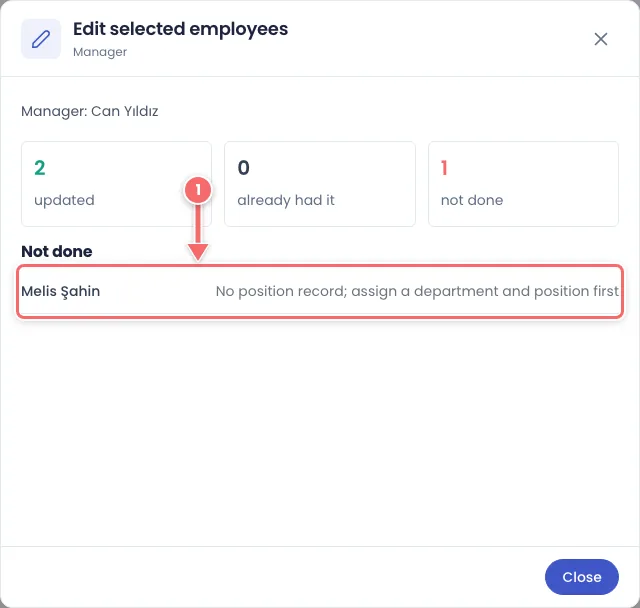 Edit selected employees
Manager
Manager: Can Yıldız
2
updated
0
already had it
1
not done
1
Not done
Melis Şahin
No position record; assign a department and position first
Close